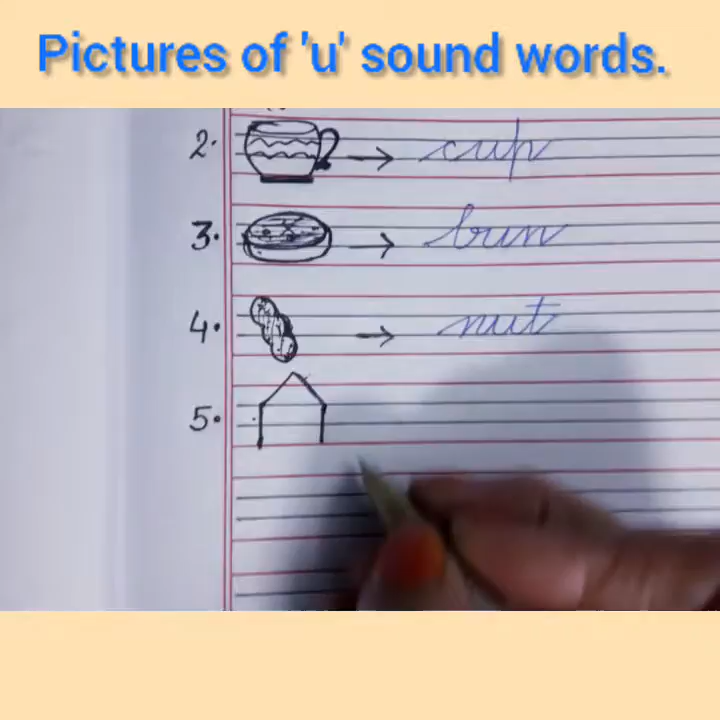 Pictures of 'u' sound words.
2. → cup
3. → bun
4. → nut
5.